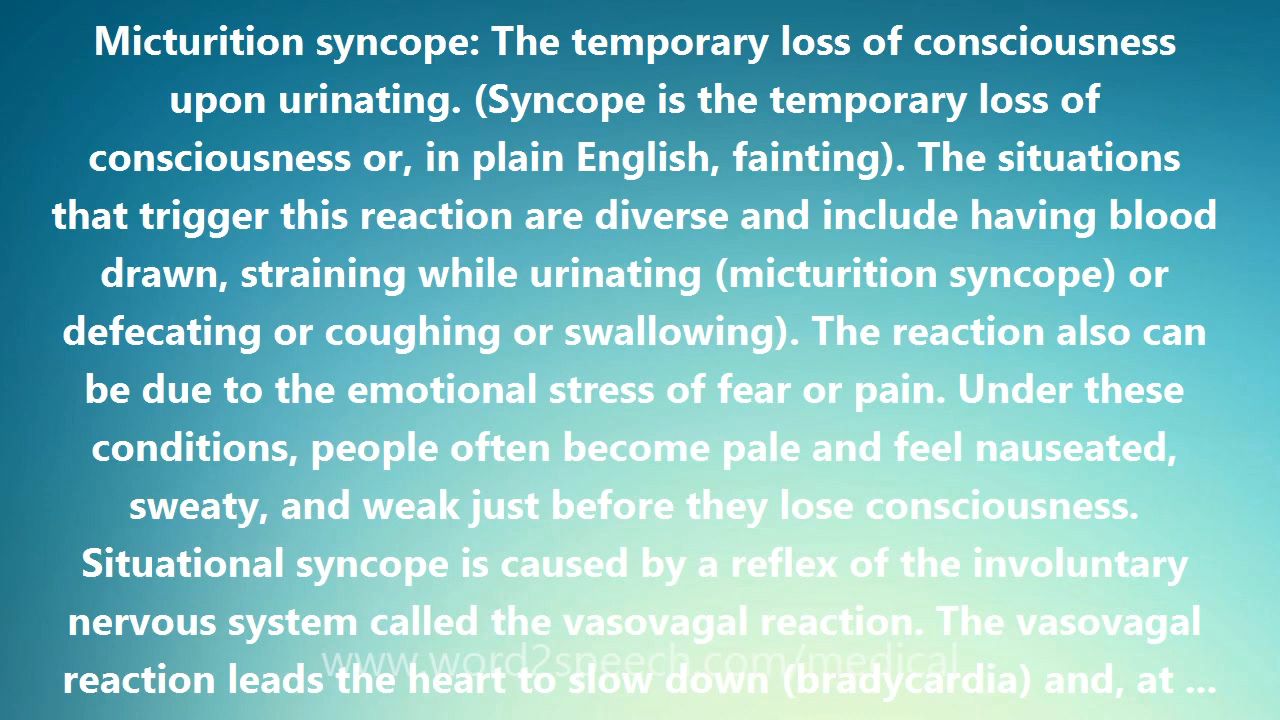 Micturition syncope: The temporary loss of consciousness
upon urinating. (Syncope is the temporary loss of
consciousness or, in plain English, fainting). The situations
that trigger this reaction are diverse and include having blood
drawn, straining while urinating (micturition syncope) or
defecating or coughing or swallowing). The reaction also can
be due to the emotional stress of fear or pain. Under these
conditions, people often become pale and feel nauseated,
sweaty, and weak just before they lose consciousness.
Situational syncope is caused by a reflex of the involuntary
nervous system called the vasovagal reaction. The vasovagal
www.word2speech.com/medical
reaction leads the heart to slow down (bradycardia) and, at ...